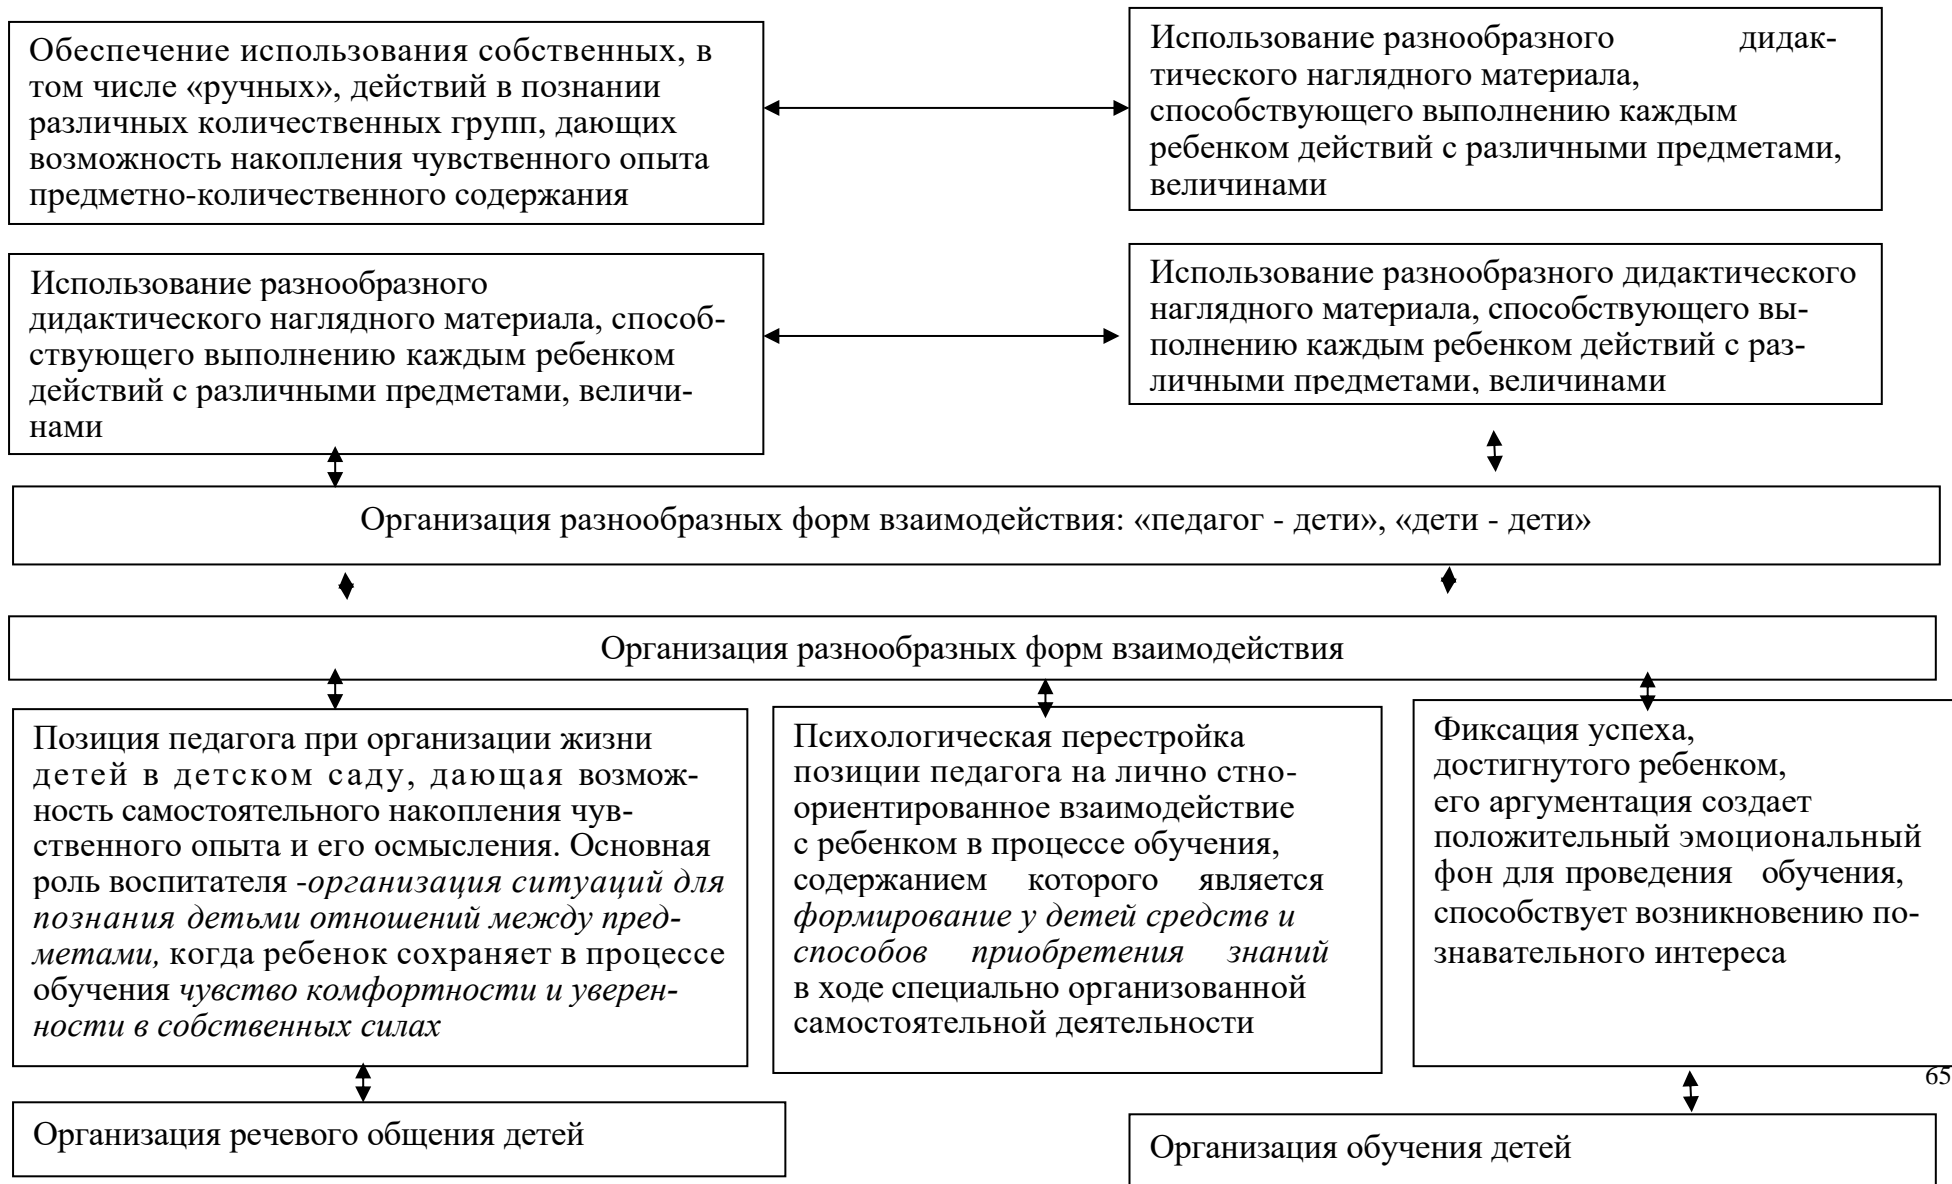 Обеспечение использования собственных, в
том числе «ручных», действий в познании
различных количественных групп, дающих
возможность накопления чувственного опыта
предметно-количественного содержания
Использование разнообразного дидак-
тического наглядного материала,
способствующего выполнению каждым
ребенком действий с различными предметами,
величинами
Использование разнообразного
дидактического наглядного материала, способ-
ствующего выполнению каждым ребенком
действий с различными предметами, величи-
нами
Использование разнообразного дидактического
наглядного материала, способствующего вы-
полнению каждым ребенком действий с раз-
личными предметами, величинами
Организация разнообразных форм взаимодействия: «педагог - дети», «дети - дети»
Организация разнообразных форм взаимодействия
Позиция педагога при организации жизни
детей в детском саду, дающая возмож-
ность самостоятельного накопления чув-
ственного опыта и его осмысления. Основная
роль воспитателя -организация ситуаций для
познания детьми отношений между пред-
метами, когда ребенок сохраняет в процессе
обучения чувство комфортности и уверен-
ности в собственных силах
Психологическая перестройка
позиции педагога на лично стно-
ориентированное взаимодействие
с ребенком в процессе обучения,
содержанием которого является
формирование у детей средств и
способов приобретения знаний
в ходе специально организованной
самостоятельной деятельности
Фиксация успеха,
достигнутого ребенком,
его аргументация создает
положительный эмоциональный
фон для проведения обучения,
способствует возникновению по-
знавательного интереса
65
Организация речевого общения детей
Организация обучения детей